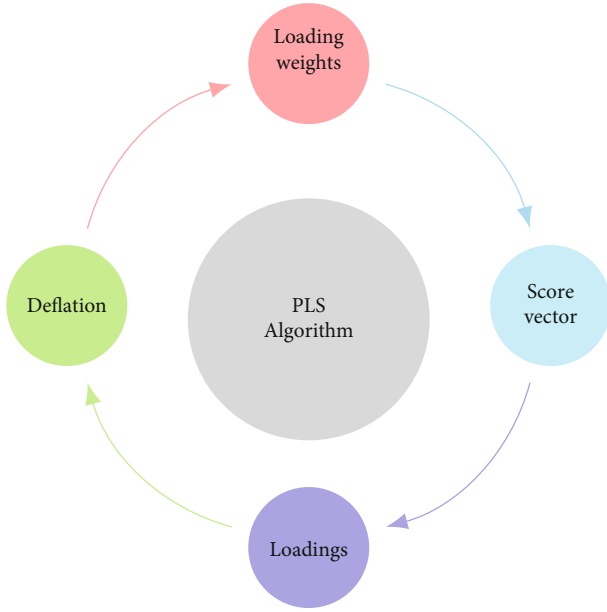 Loading
weights
Score
vector
Loadings
Deflation
PLS
Algorithm